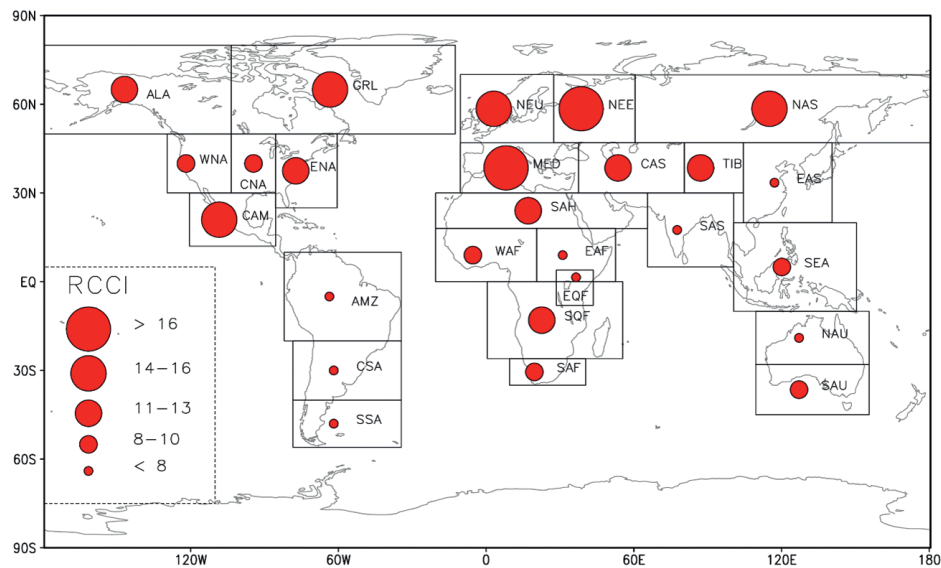 90N
60N
30N
EQ
30S
60S
90S
120W
60W
0
60E
120E
180
ALA
GRL
NEU
NEE
NAS
WNA
CNA
ENA
MED
CAS
TIB
EAS
CAM
SAH
SAS
WAF
EAF
SEA
AMZ
EQF
SQF
NAU
CSA
SAF
SAU
SSA
RCCI
> 16
14-16
11-13
8-10
< 8